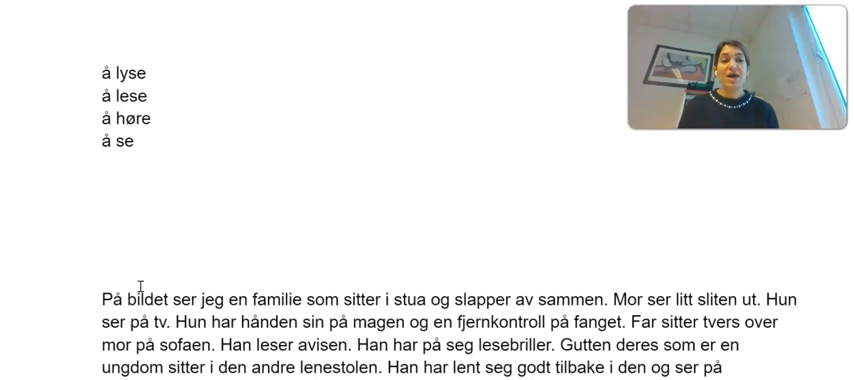 å lyse
å lese
å høre
å se
På bildet ser jeg en familie som sitter i stua og slapper av sammen. Mor ser litt sliten ut. Hun
ser på tv. Hun har hånden sin på magen og en fjernkontroll på fanget. Far sitter tvers over
mor på sofaen. Han leser avisen. Han har på seg lesebriller. Gutten deres som er en
ungdom sitter i den andre lenestolen. Han har lent seg godt tilbake i den og ser på